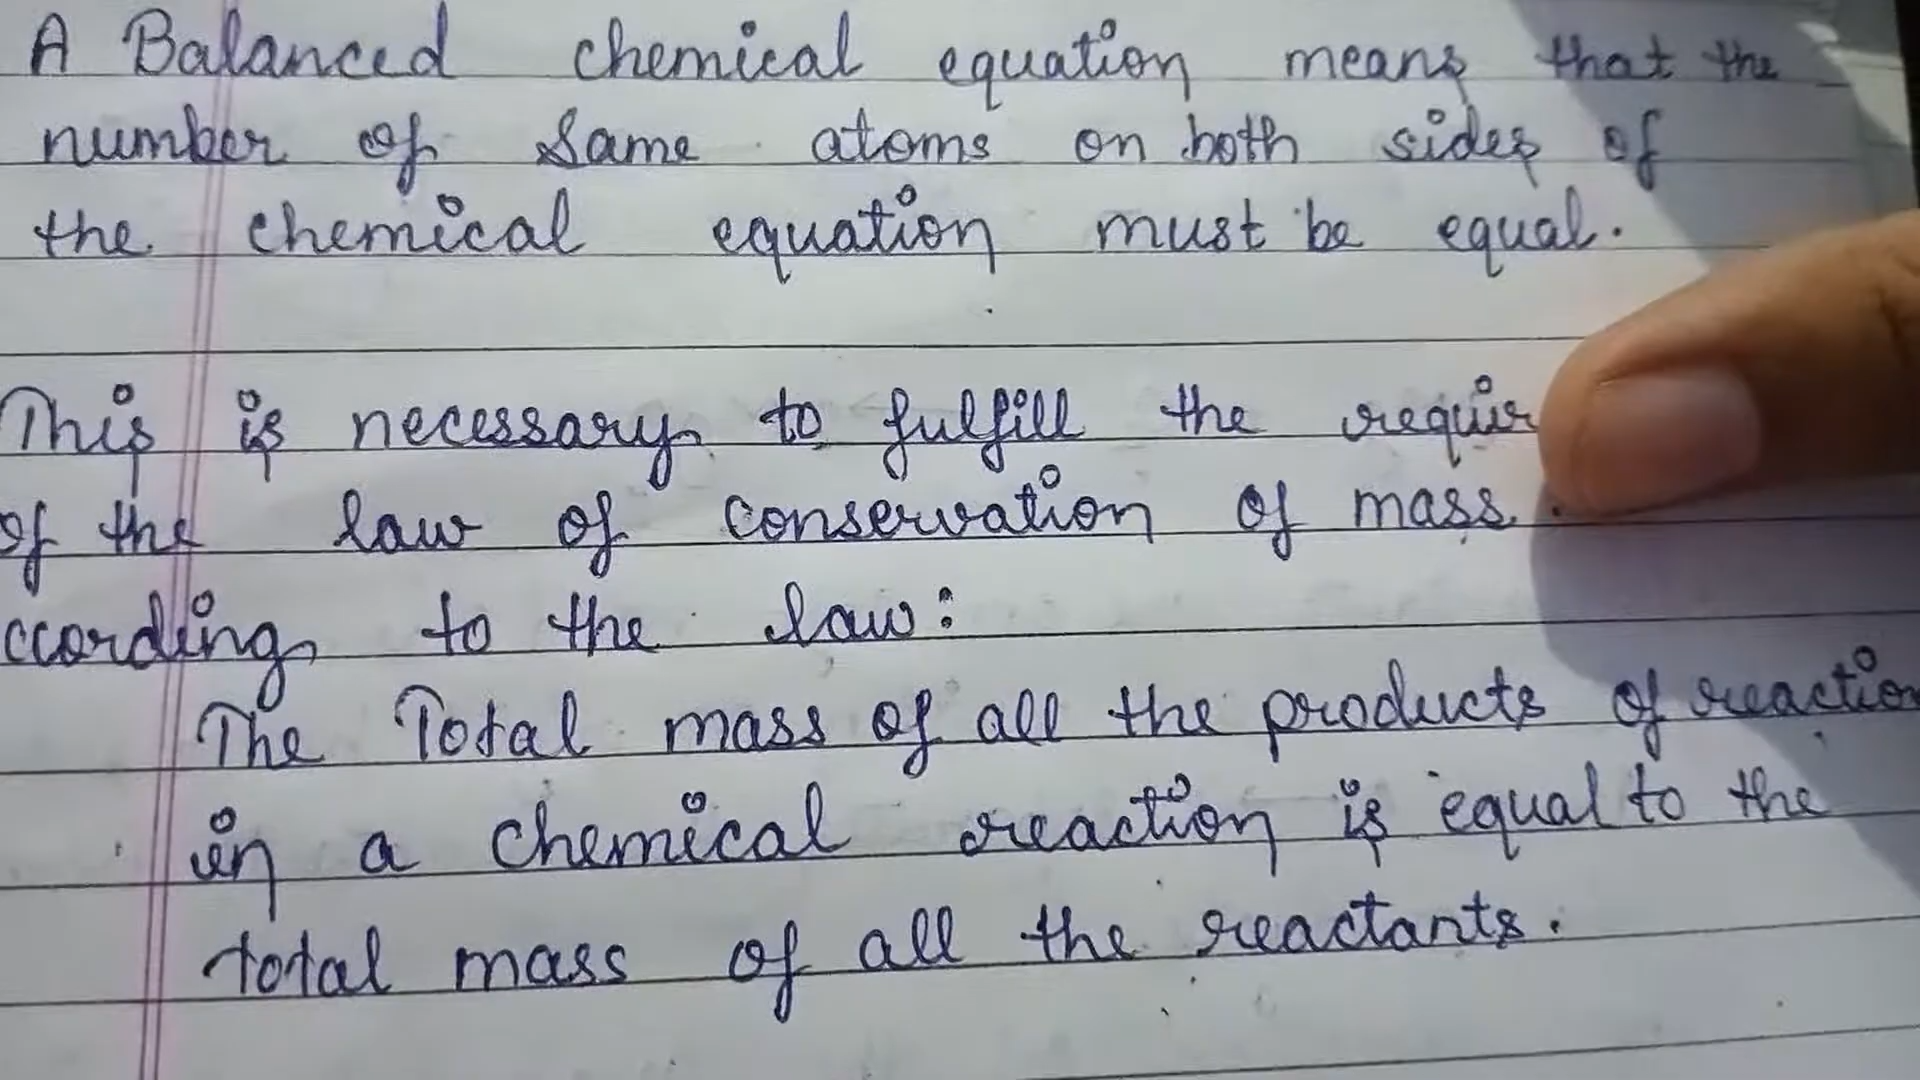 A Balanced chemical equation means that the
number of same atoms on both sides of
the chemical equation must be equal.
This is necessary to fulfill the requir
of the law of conservation of mass.
ccording to the law:
The Total mass of all the products of reaction
in a chemical reaction is equal to the
total mass of all the reactants.